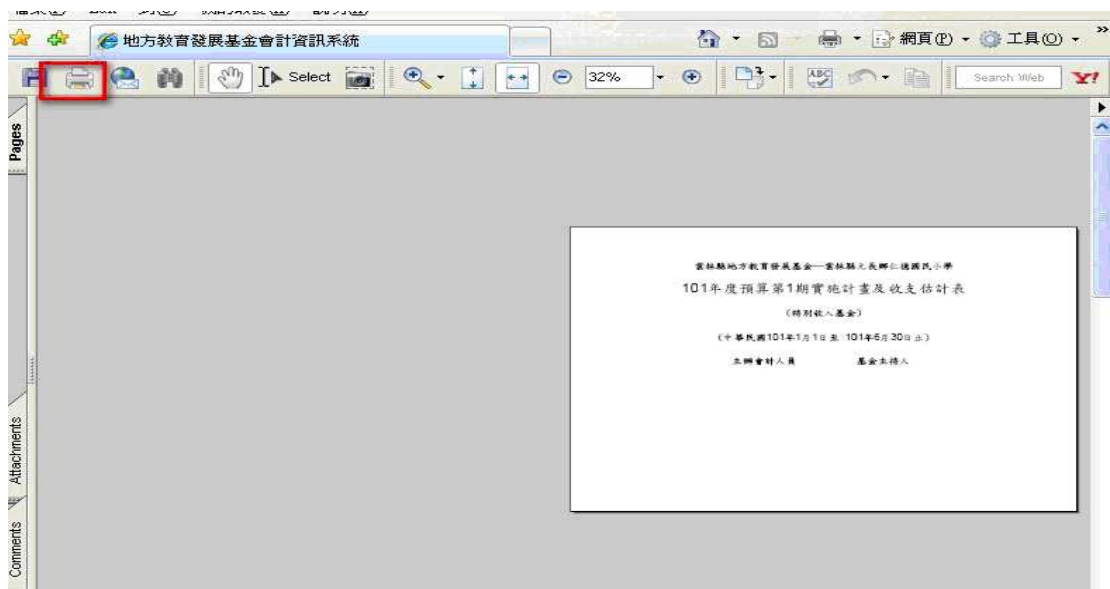 地方教育發展基金會計資訊系統
網頁(P)
工具(O)
Select
32%
Search Web
Y!
Pages
雲林縣地方教育發展基金—雲林縣元長鄉仁德國民小學
101年度預算第1期實施計畫及收支估計表
(特別收入基金)
(中華民國101年1月1日至 101年6月30日止)
主辦會計人員 基金主持人
Attachments
Comments